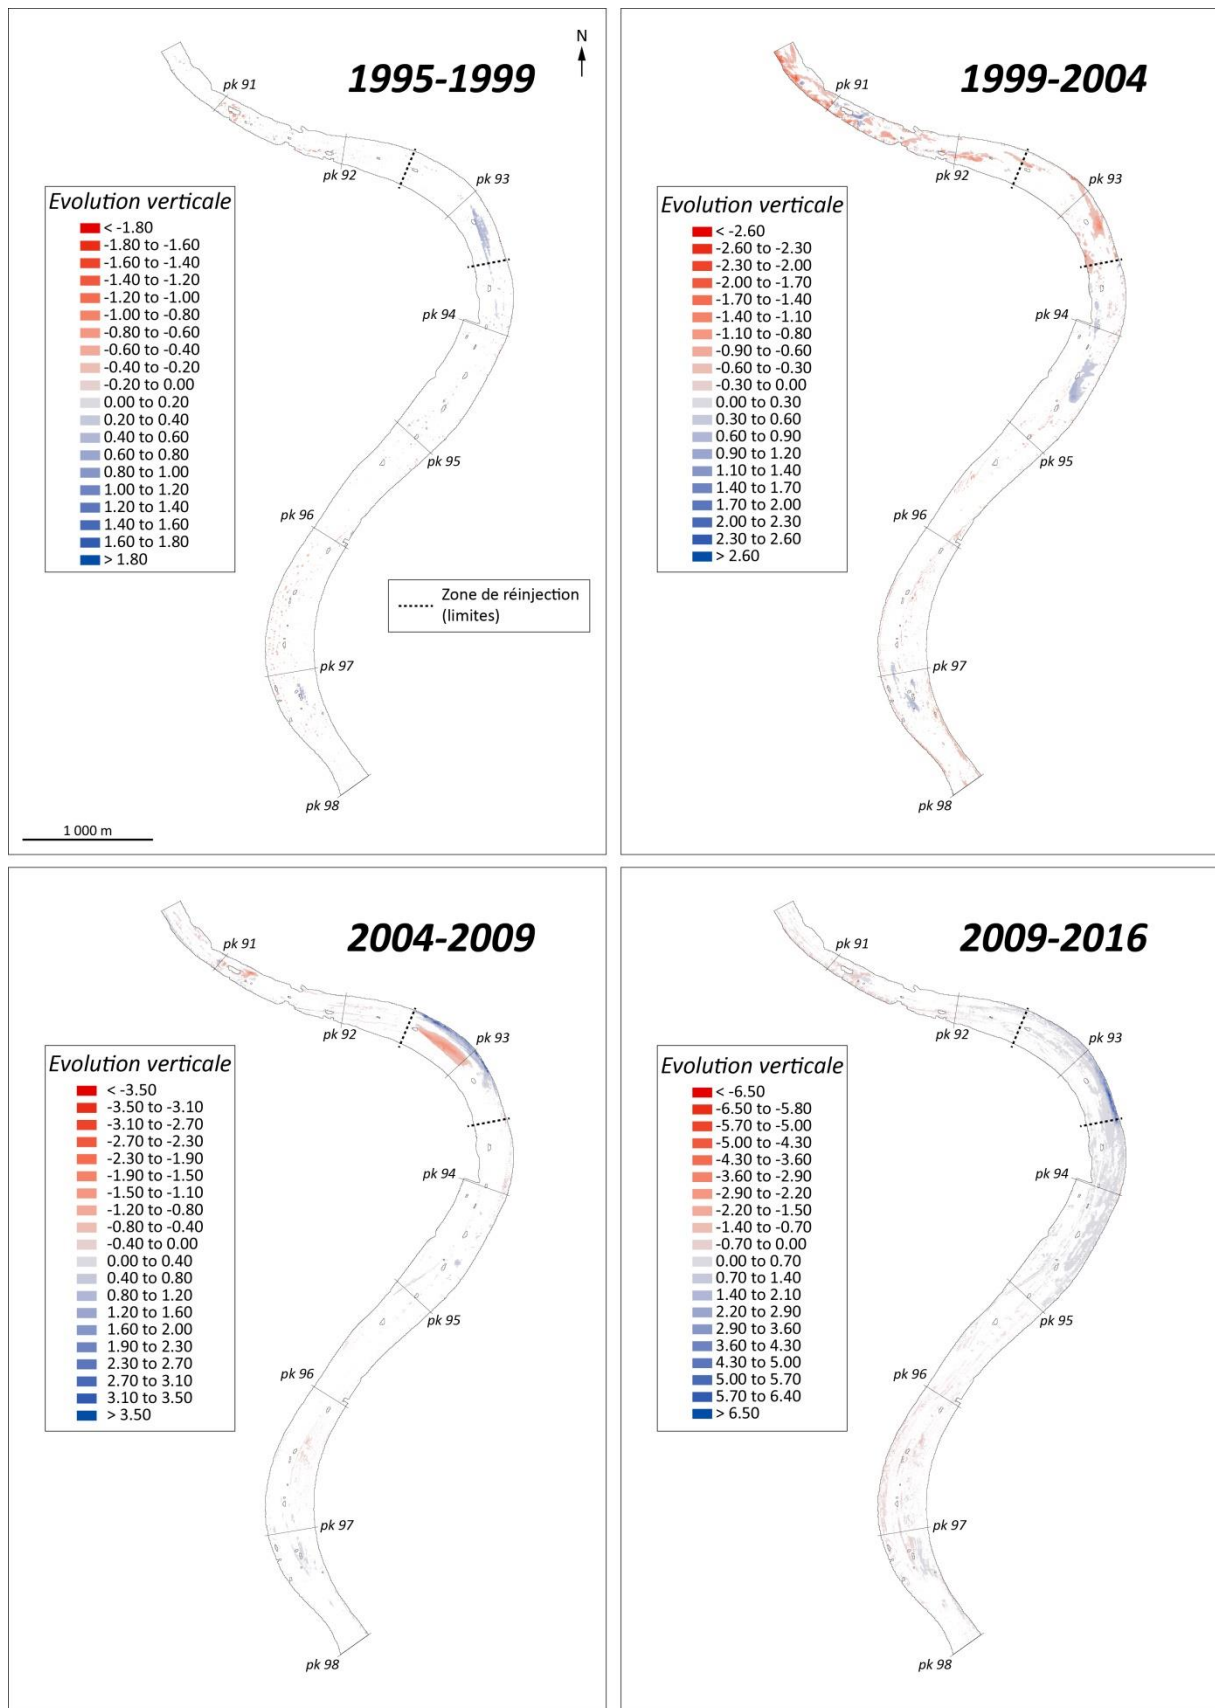 1995-1999
N
pk 91
pk 92
pk 93
Evolution verticale
< -1.80
-1.80 to -1.60
-1.60 to -1.40
-1.40 to -1.20
-1.20 to -1.00
-1.00 to -0.80
-0.80 to -0.60
-0.60 to -0.40
-0.40 to -0.20
-0.20 to 0.00
0.00 to 0.20
0.20 to 0.40
0.40 to 0.60
0.60 to 0.80
0.80 to 1.00
1.00 to 1.20
1.20 to 1.40
1.40 to 1.60
1.60 to 1.80
> 1.80
pk 94
pk 95
pk 96
Zone de réinjection
(limites)
pk 97
pk 98
1 000 m
1999-2004
pk 91
pk 92
pk 93
Evolution verticale
< -2.60
-2.60 to -2.30
-2.30 to -2.00
-2.00 to -1.70
-1.70 to -1.40
-1.40 to -1.10
-1.10 to -0.80
-0.90 to -0.60
-0.60 to -0.30
-0.30 to 0.00
0.00 to 0.30
0.30 to 0.60
0.60 to 0.90
0.90 to 1.20
1.10 to 1.40
1.40 to 1.70
1.70 to 2.00
2.00 to 2.30
2.30 to 2.60
> 2.60
pk 94
pk 95
pk 96
pk 97
pk 98
2004-2009
pk 91
pk 92
pk 93
Evolution verticale
< -3.50
-3.50 to -3.10
-3.10 to -2.70
-2.70 to -2.30
-2.30 to -1.90
-1.90 to -1.50
-1.50 to -1.10
-1.20 to -0.80
-0.80 to -0.40
-0.40 to 0.00
0.00 to 0.40
0.40 to 0.80
0.80 to 1.20
1.20 to 1.60
1.60 to 2.00
1.90 to 2.30
2.30 to 2.70
2.70 to 3.10
3.10 to 3.50
> 3.50
pk 94
pk 95
pk 96
pk 97
pk 98
2009-2016
pk 91
pk 92
pk 93
Evolution verticale
< -6.50
-6.50 to -5.80
-5.70 to -5.00
-5.00 to -4.30
-4.30 to -3.60
-3.60 to -2.90
-2.90 to -2.20
-2.20 to -1.50
-1.40 to -0.70
-0.70 to 0.00
0.00 to 0.70
0.70 to 1.40
1.40 to 2.10
2.20 to 2.90
2.90 to 3.60
3.60 to 4.30
4.30 to 5.00
5.00 to 5.70
5.70 to 6.40
> 6.50
pk 94
pk 95
pk 96
pk 97
pk 98